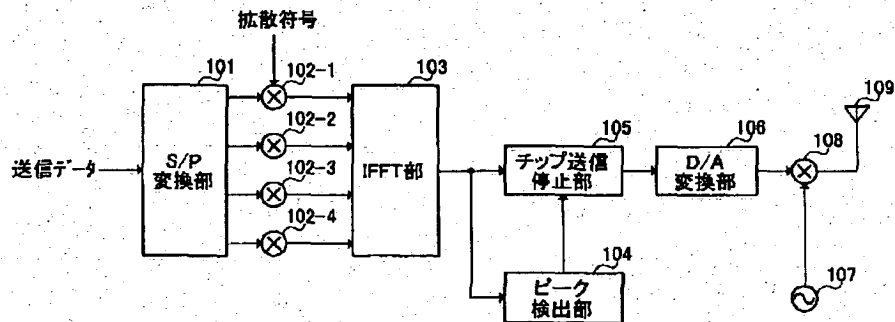 拡散符号
101
102-1
103
109
102-2
105
106
108
送信データ
S/P
変換部
IFFT部
チップ送信
停止部
D/A
変換部
102-3
102-4
104
ピーク
検出部
107